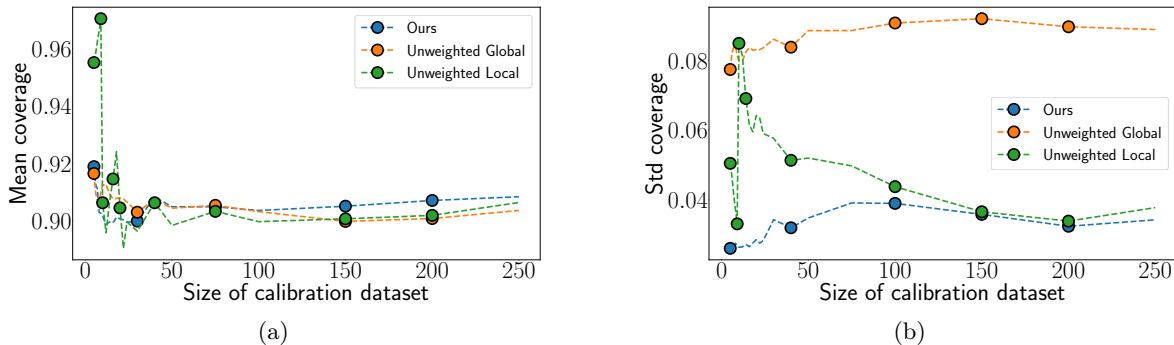 0.96
0.94
0.92
0.90
Mean coverage
Ours
Unweighted Global
Unweighted Local
0 50 100 150 200 250
Size of calibration dataset
(a)
0.08
0.06
0.04
Std coverage
Ours
Unweighted Global
Unweighted Local
0 50 100 150 200 250
Size of calibration dataset
(b)